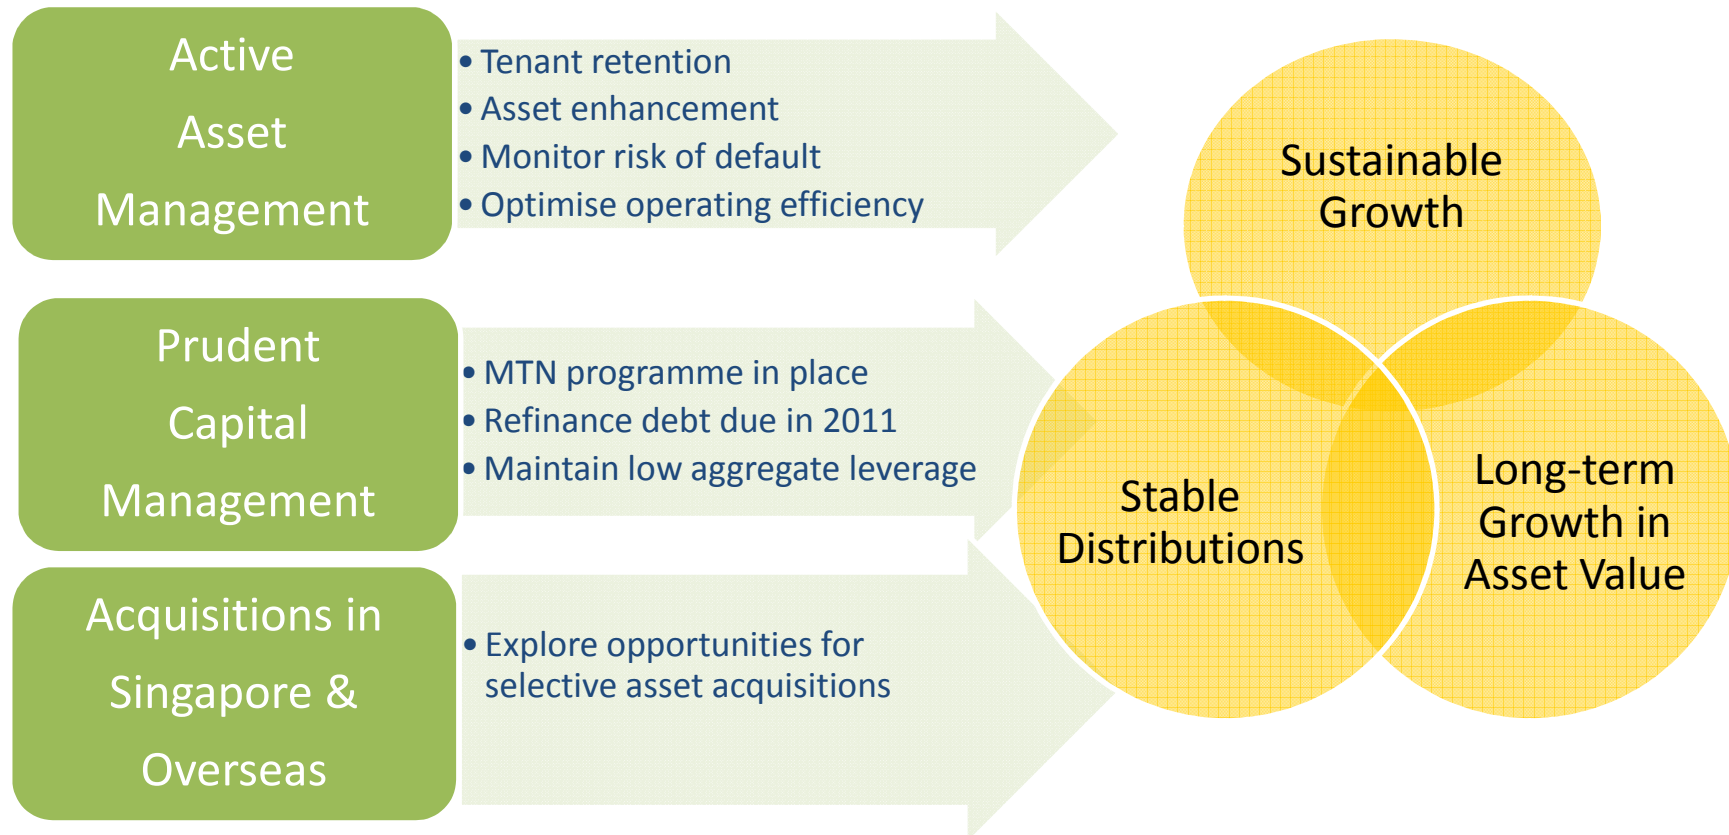 Active
Asset
Management
• Tenant retention
• Asset enhancement
• Monitor risk of default
• Optimise operating efficiency
Prudent
Capital
Management
• MTN programme in place
• Refinance debt due in 2011
• Maintain low aggregate leverage
Acquisitions in
Singapore &
Overseas
• Explore opportunities for
selective asset acquisitions
Sustainable
Growth
Stable
Distributions
Long-term
Growth in
Asset Value